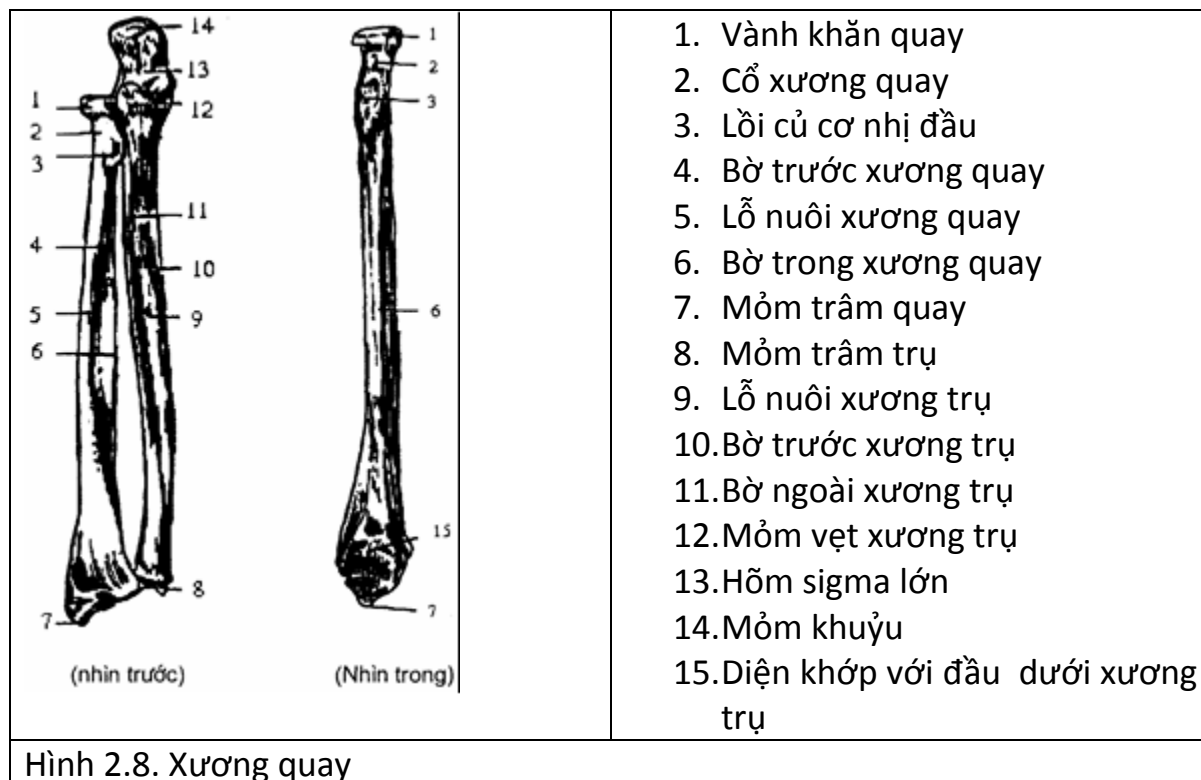 14
13
12
1
2
3
11
4
10
5
9
6
8
7
(nhìn trước)
1
2
3
6
15
7
(Nhìn trong)
1. Vành khăn quay
2. Cổ xương quay
3. Lồi củ cơ nhị đầu
4. Bờ trước xương quay
5. Lỗ nuôi xương quay
6. Bờ trong xương quay
7. Mỏm trâm quay
8. Mỏm trâm trụ
9. Lỗ nuôi xương trụ
10.Bờ trước xương trụ
11.Bờ ngoài xương trụ
12.Mỏm vẹt xương trụ
13.Hõm sigma lớn
14.Mỏm khuỷu
15.Diện khớp với đầu dưới xương
trụ
Hình 2.8. Xương quay